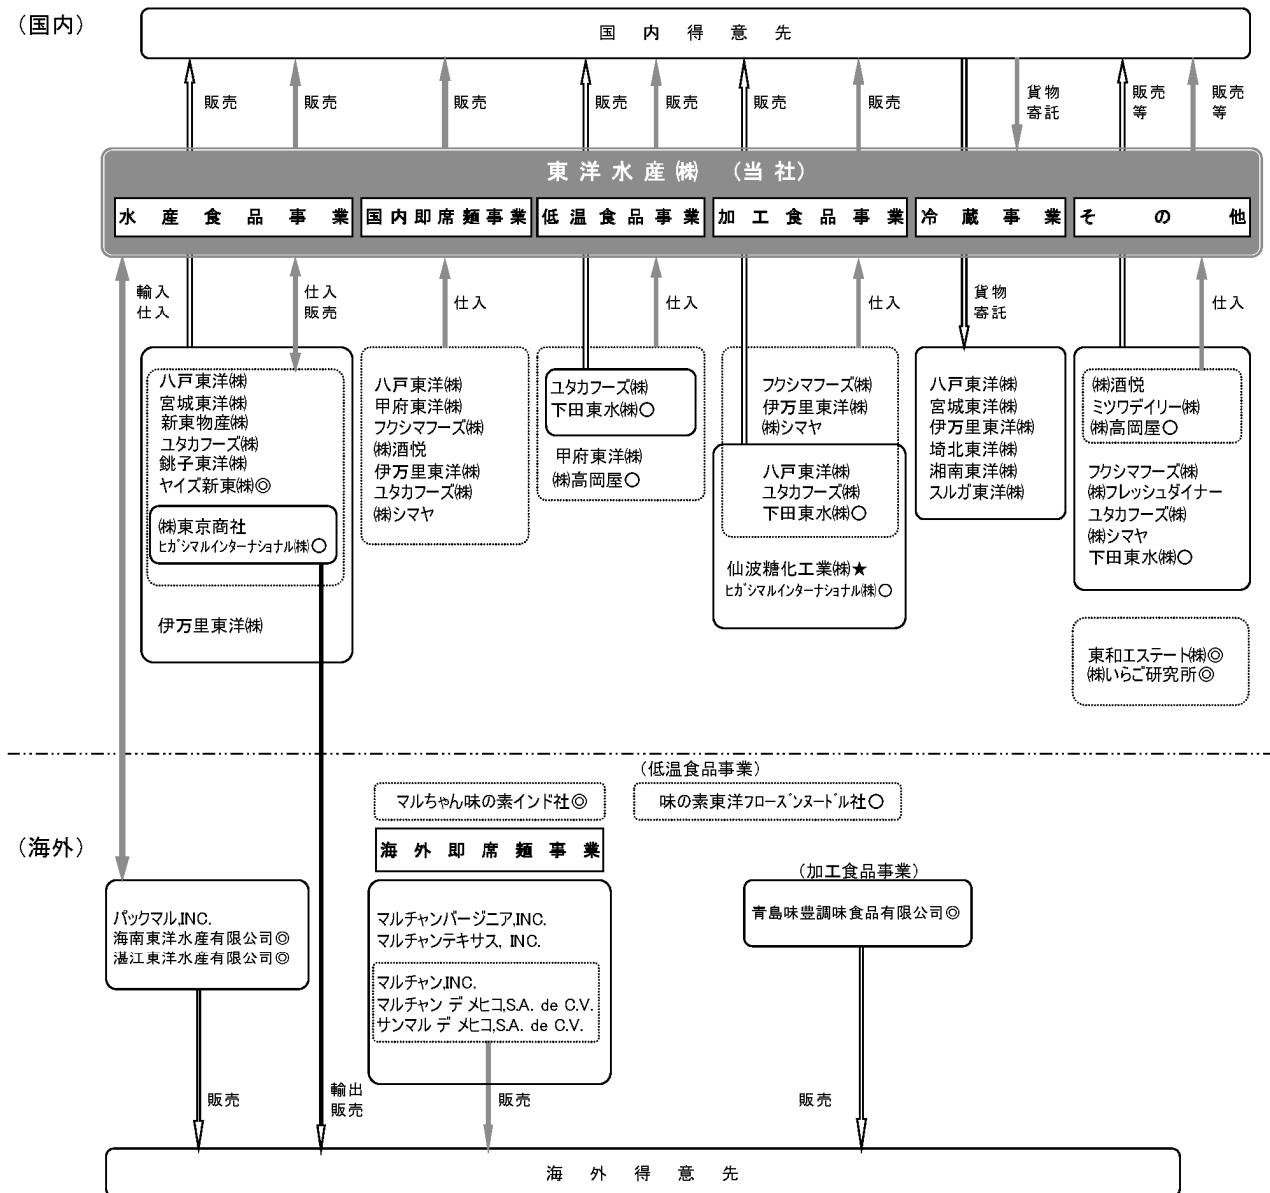 （国内）
国内得意先
販売
販売
販売
販売
販売
販売
販売
貨物
寄託
販売
等
販売
等
東洋水産㈱（当社）
水産食品事業
国内即席麺事業
低温食品事業
加工食品事業
冷蔵事業
その他
輸入
仕入
仕入
販売
仕入
仕入
仕入
貨物
寄託
仕入
八戸東洋㈱
宮城東洋㈱
新東物産㈱
ユタカフーズ㈱
銚子東洋㈱
ヤイズ新東㈱◎
㈱東京商社
ヒガシマルインターナショナル㈱○
伊万里東洋㈱
八戸東洋㈱
甲府東洋㈱
フクシマフーズ㈱
㈱酒悦
伊万里東洋㈱
ユタカフーズ㈱
㈱シマヤ
ユタカフーズ㈱
下田東水㈱○
甲府東洋㈱
㈱高岡屋○
フクシマフーズ㈱
伊万里東洋㈱
㈱シマヤ
八戸東洋㈱
ユタカフーズ㈱
下田東水㈱○
仙波糖化工業㈱★
ヒガシマルインターナショナル㈱○
八戸東洋㈱
宮城東洋㈱
伊万里東洋㈱
埼北東洋㈱
湘南東洋㈱
スルガ東洋㈱
㈱酒悦
ミツワデイリー㈱
㈱高岡屋○
フクシマフーズ㈱
㈱フレッシュダイナー
ユタカフーズ㈱
㈱シマヤ
下田東水㈱○
東和エステート㈱◎
㈱いらご研究所◎
（海外）
（低温食品事業）
マルちゃん味の素インド社◎
味の素東洋フローズンヌードル社○
海外即席麺事業
（加工食品事業）
パックマル,INC.
海南東洋水産有限公司◎
湛江東洋水産有限公司◎
マルチャンバージニア,INC.
マルチャンテキサス, INC.
マルチャン,INC.
マルチャン デ メヒコ,S.A. de C.V.
サンマル デ メヒコ,S.A. de C.V.
青島味豊調味食品有限公司◎
販売
輸出
販売
販売
販売
海外得意先